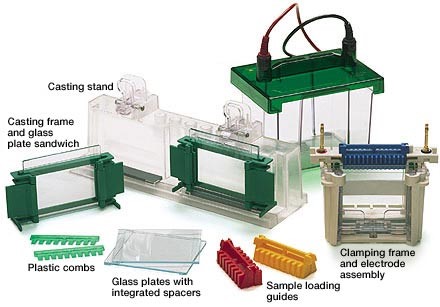 Casting stand
Casting frame
and glass
plate sandwich
Plastic combs
Glass plates with
integrated spacers
Sample loading
guides
Clamping frame
and electrode
assembly